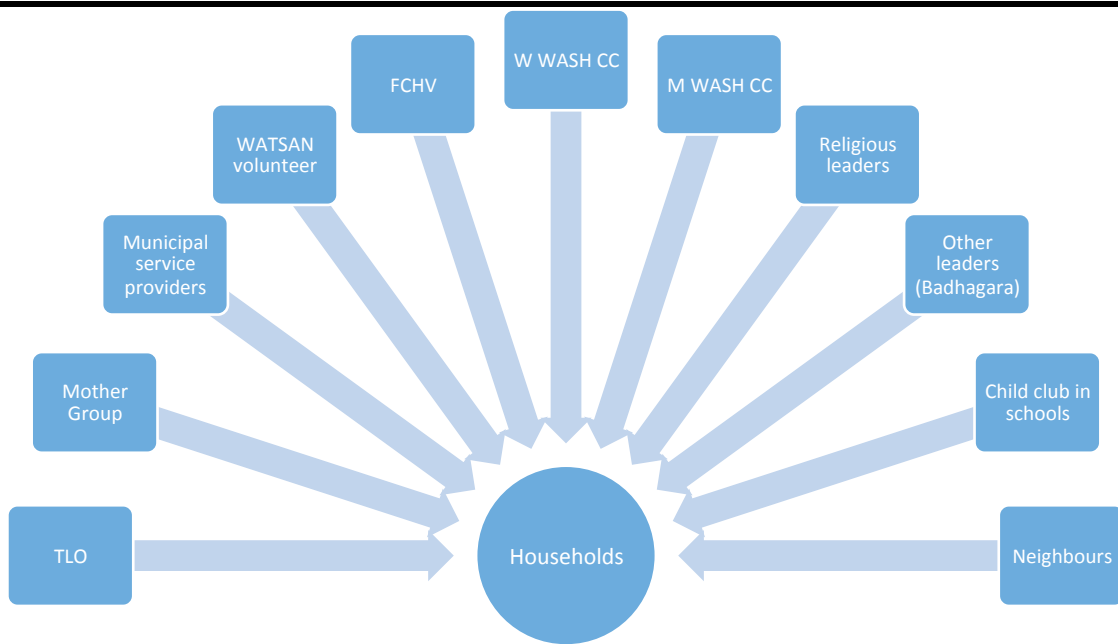 W WASH CC
FCHV
M WASH CC
WATSAN
volunteer
Religious
leaders
Municipal
service
providers
Other
leaders
(Badhagara)
Mother
Group
Child club in
schools
TLO
Households
Neighbours